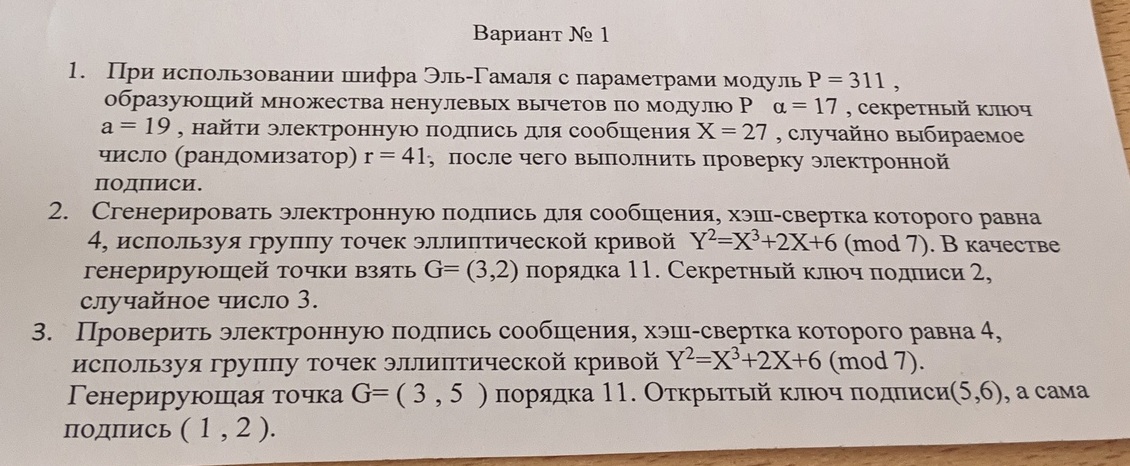 Вариант № 1
1. При использовании шифра Эль-Гамаля с параметрами модуль P = 311 ,
образующий множества ненулевых вычетов по модулю P α = 17 , секретный ключ
a = 19 , найти электронную подпись для сообщения X = 27 , случайно выбираемое
число (рандомизатор) r = 41, после чего выполнить проверку электронной
подписи.
2. Сгенерировать электронную подпись для сообщения, хэш-свертка которого равна
4, используя группу точек эллиптической кривой Y²=X³+2X+6 (mod 7). В качестве
генерирующей точки взять G= (3,2) порядка 11. Секретный ключ подписи 2,
случайное число 3.
3. Проверить электронную подпись сообщения, хэш-свертка которого равна 4,
используя группу точек эллиптической кривой Y²=X³+2X+6 (mod 7).
Генерирующая точка G= ( 3 , 5 ) порядка 11. Открытый ключ подписи(5,6), а сама
подпись ( 1 , 2 ).